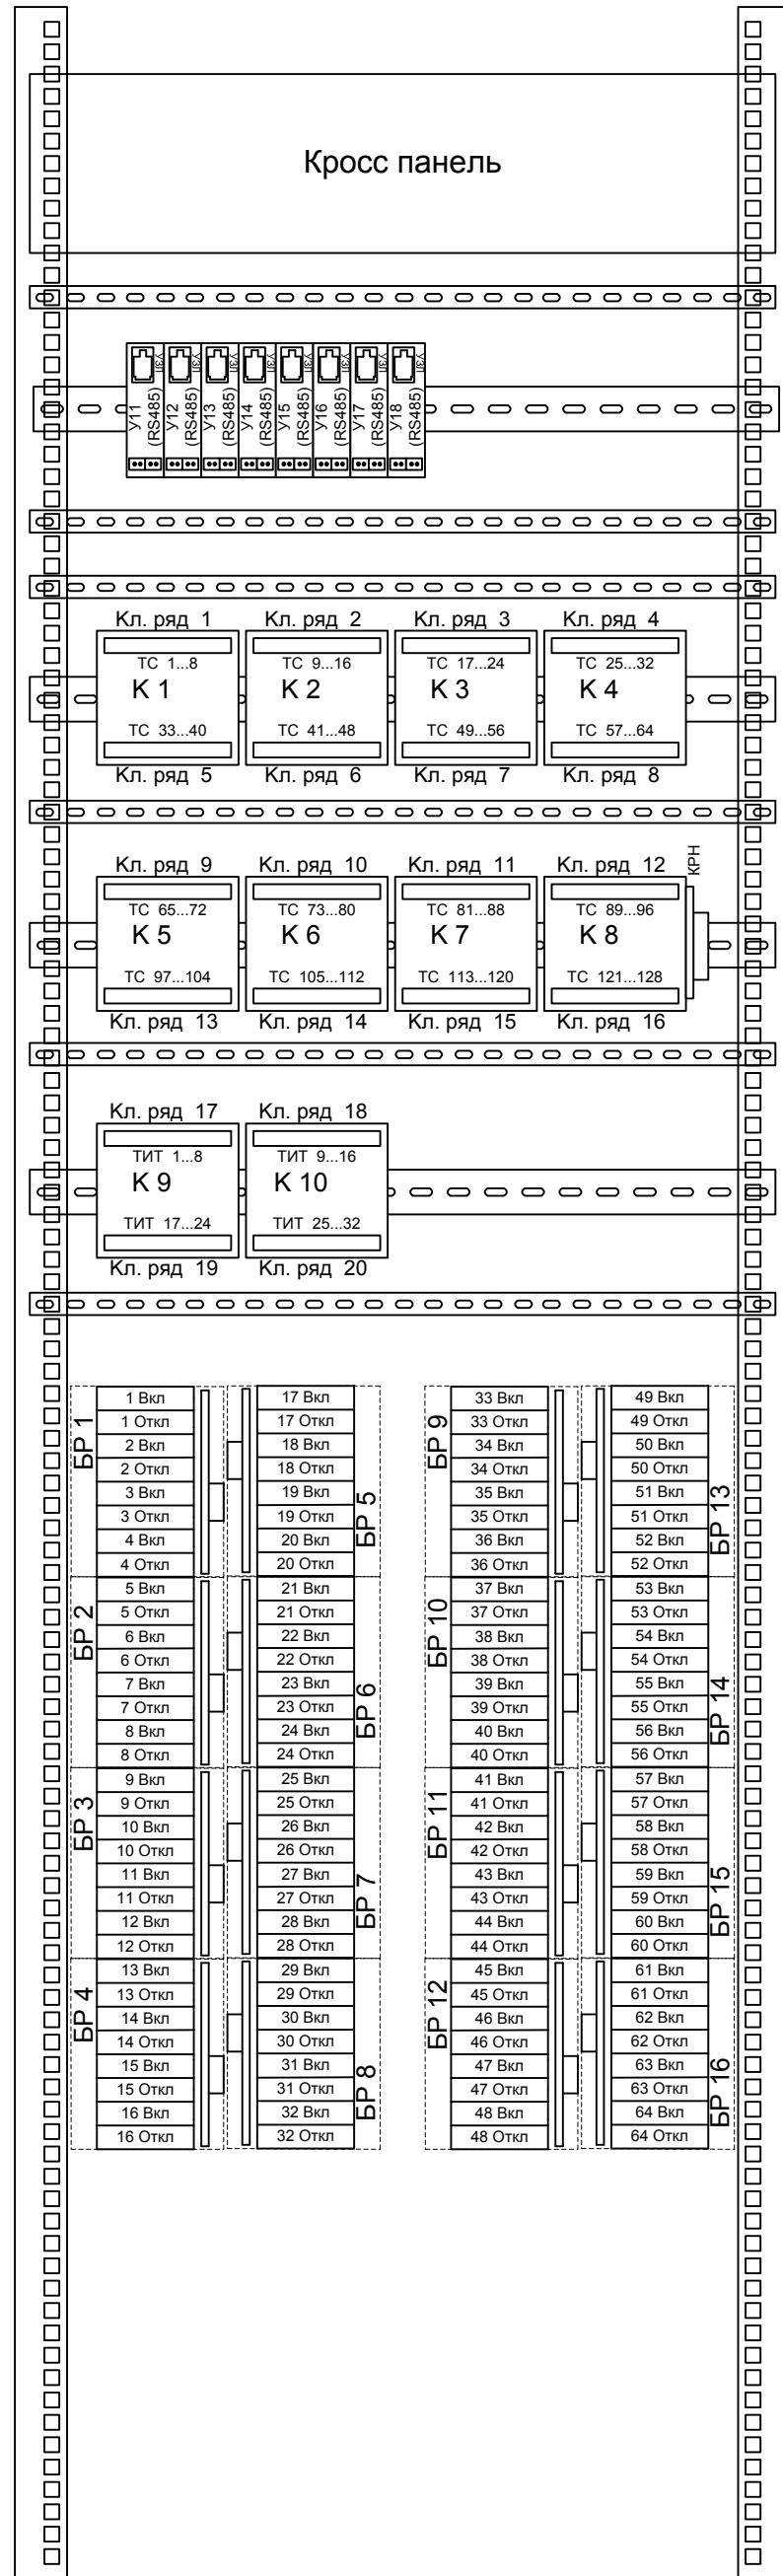 Кросс панель
УЗП УЗП УЗП УЗП УЗП УЗП УЗП УЗП
У11 (RS485)
У12 (RS485)
У13 (RS485)
У14 (RS485)
У15 (RS485)
У16 (RS485)
У17 (RS485)
У18 (RS485)
Кл. ряд 1 Кл. ряд 2 Кл. ряд 3 Кл. ряд 4
ТС 1...8 ТС 9...16 ТС 17...24 ТС 25...32
К 1 К 2 К 3 К 4
ТС 33...40 ТС 41...48 ТС 49...56 ТС 57...64
Кл. ряд 5 Кл. ряд 6 Кл. ряд 7 Кл. ряд 8
Кл. ряд 9 Кл. ряд 10 Кл. ряд 11 Кл. ряд 12 КРН
ТС 65...72 ТС 73...80 ТС 81...88 ТС 89...96
К 5 К 6 К 7 К 8
ТС 97...104 ТС 105...112 ТС 113...120 ТС 121...128
Кл. ряд 13 Кл. ряд 14 Кл. ряд 15 Кл. ряд 16
Кл. ряд 17 Кл. ряд 18
ТИТ 1...8 ТИТ 9...16
К 9 К 10
ТИТ 17...24 ТИТ 25...32
Кл. ряд 19 Кл. ряд 20
БР 1 БР 5 БР 9 БР 13
1 Вкл 17 Вкл 33 Вкл 49 Вкл
1 Откл 17 Откл 33 Откл 49 Откл
2 Вкл 18 Вкл 34 Вкл 50 Вкл
2 Откл 18 Откл 34 Откл 50 Откл
3 Вкл 19 Вкл 35 Вкл 51 Вкл
3 Откл 19 Откл 35 Откл 51 Откл
4 Вкл 20 Вкл 36 Вкл 52 Вкл
4 Откл 20 Откл 36 Откл 52 Откл
БР 2 БР 6 БР 10 БР 14
5 Вкл 21 Вкл 37 Вкл 53 Вкл
5 Откл 21 Откл 37 Откл 53 Откл
6 Вкл 22 Вкл 38 Вкл 54 Вкл
6 Откл 22 Откл 38 Откл 54 Откл
7 Вкл 23 Вкл 39 Вкл 55 Вкл
7 Откл 23 Откл 39 Откл 55 Откл
8 Вкл 24 Вкл 40 Вкл 56 Вкл
8 Откл 24 Откл 40 Откл 56 Откл
БР 3 БР 7 БР 11 БР 15
9 Вкл 25 Вкл 41 Вкл 57 Вкл
9 Откл 25 Откл 41 Откл 57 Откл
10 Вкл 26 Вкл 42 Вкл 58 Вкл
10 Откл 26 Откл 42 Откл 58 Откл
11 Вкл 27 Вкл 43 Вкл 59 Вкл
11 Откл 27 Откл 43 Откл 59 Откл
12 Вкл 28 Вкл 44 Вкл 60 Вкл
12 Откл 28 Откл 44 Откл 60 Откл
БР 4 БР 8 БР 12 БР 16
13 Вкл 29 Вкл 45 Вкл 61 Вкл
13 Откл 29 Откл 45 Откл 61 Откл
14 Вкл 30 Вкл 46 Вкл 62 Вкл
14 Откл 30 Откл 46 Откл 62 Откл
15 Вкл 31 Вкл 47 Вкл 63 Вкл
15 Откл 31 Откл 47 Откл 63 Откл
16 Вкл 32 Вкл 48 Вкл 64 Вкл
16 Откл 32 Откл 48 Откл 64 Откл